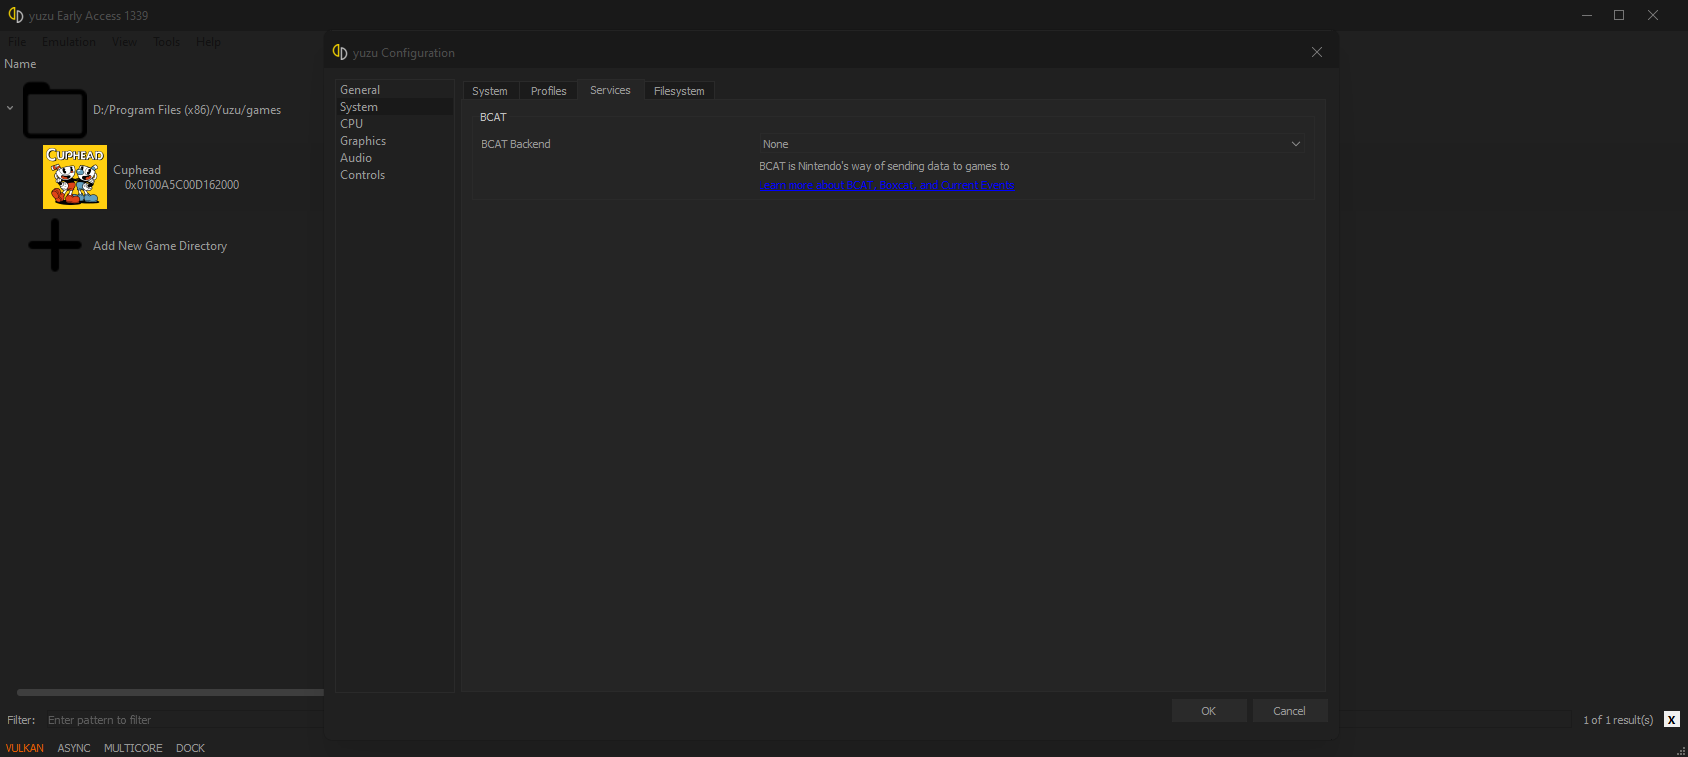 yuzu Early Access 1339
File Emulation View Tools Help
Name
D:/Program Files (x86)/Yuzu/games
CUPHEAD
Cuphead
0x0100A5C00D162000
Add New Game Directory
yuzu Configuration
General
System
CPU
Graphics
Audio
Controls
System Profiles Services Filesystem
BCAT
BCAT Backend None
BCAT is Nintendo's way of sending data to games to
Learn more about BCAT, Boxcat, and Current Events
OK Cancel
Filter: Enter pattern to filter 1 of 1 result(s) X
VULKAN ASYNC MULTICORE DOCK